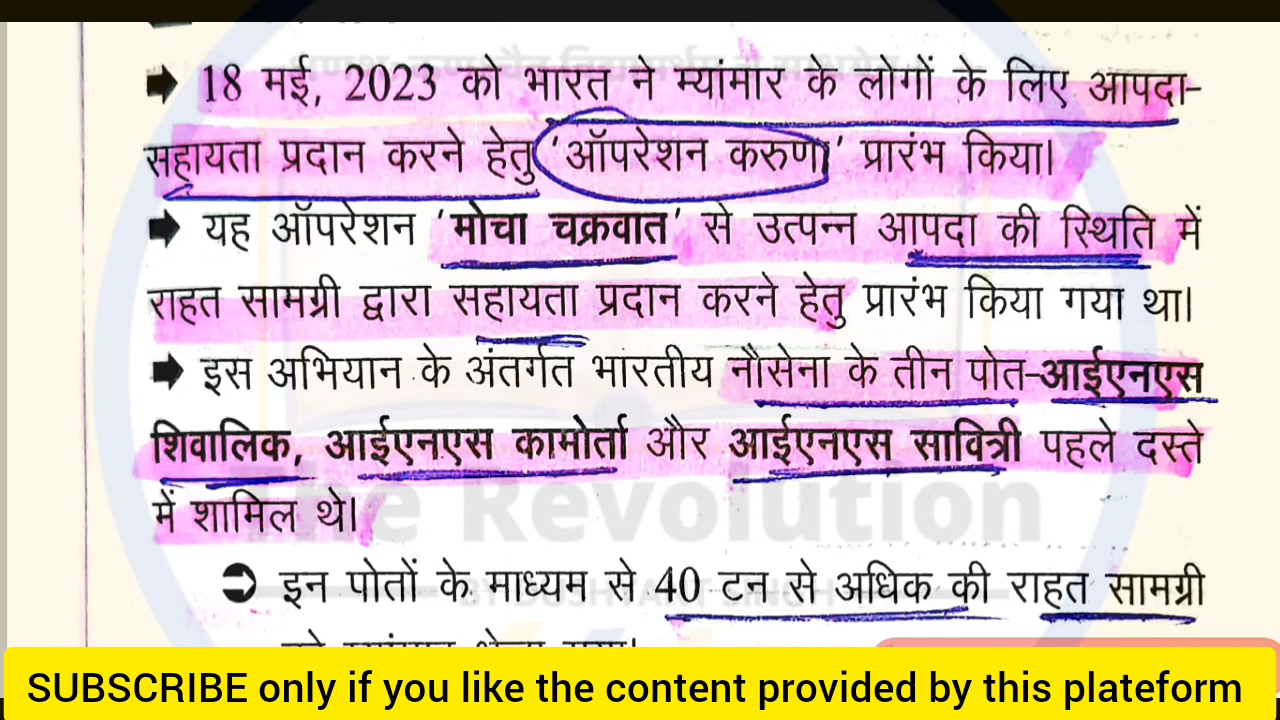 ➡ 18 मई, 2023 को भारत ने म्यांमार के लोगों के लिए आपदा-
सहायता प्रदान करने हेतु 'ऑपरेशन करुणा' प्रारंभ किया।
➡ यह ऑपरेशन 'मोचा चक्रवात' से उत्पन्न आपदा की स्थिति में
राहत सामग्री द्वारा सहायता प्रदान करने हेतु प्रारंभ किया गया था।
➡ इस अभियान के अंतर्गत भारतीय नौसेना के तीन पोत-आईएनएस
शिवालिक, आईएनएस कामोर्ता और आईएनएस सावित्री पहले दस्ते
The Revolution
में शामिल थे।
⮊ इन पोतों के माध्यम से 40 टन से अधिक की राहत सामग्री
SUBSCRIBE only if you like the content provided by this plateform